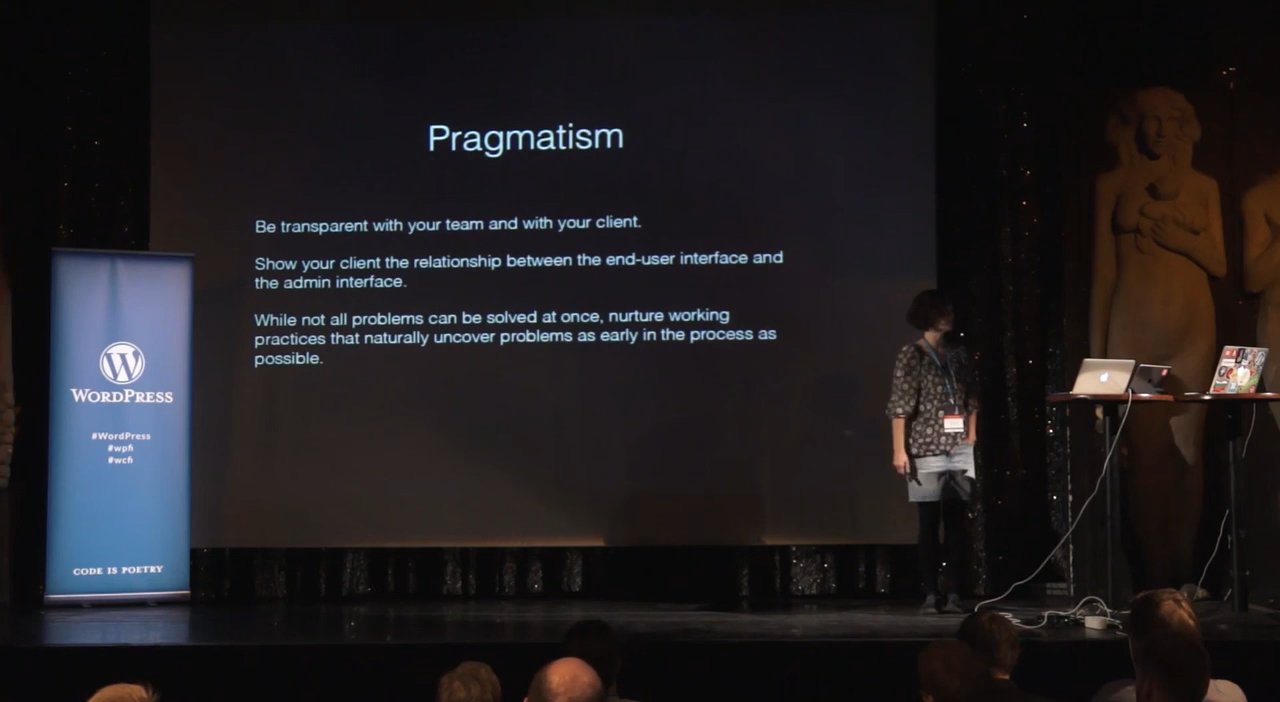 Pragmatism
Be transparent with your team and with your client.
Show your client the relationship between the end-user interface and
the admin interface.
While not all problems can be solved at once, nurture working
practices that naturally uncover problems as early in the process as
possible.
WORDPRESS
#WordPress
#wpfi
#wcfi
CODE IS POETRY